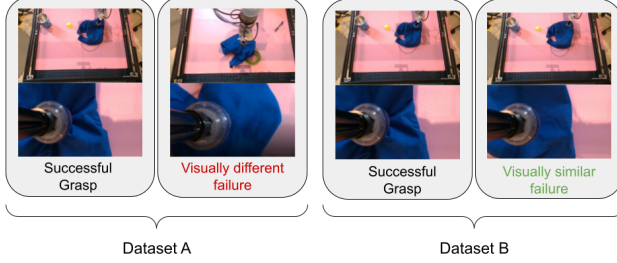 Successful
Grasp
Visually different
failure
Successful
Grasp
Visually similar
failure
Dataset A
Dataset B